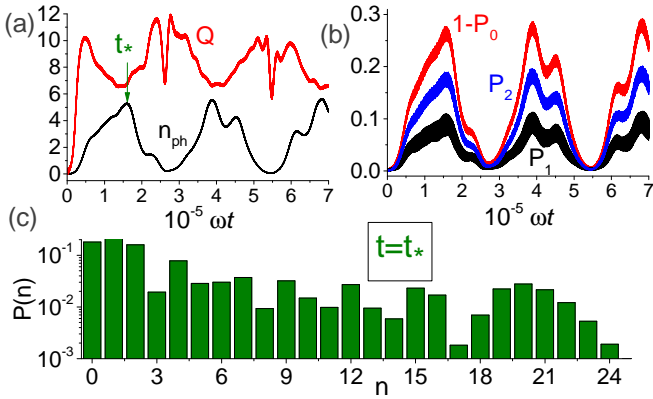 (a)
12
10
8
6
4
2
0
t*
Q
n_ph
0 1 2 3 4 5 6 7
10^-5 ωt
(b)
0.3
0.2
0.1
0.0
1-P_0
P_2
P_1
0 1 2 3 4 5 6 7
10^-5 ωt
(c)
P(n)
10^-1
10^-2
10^-3
t=t*
0 3 6 9 12 15 18 21 24
n